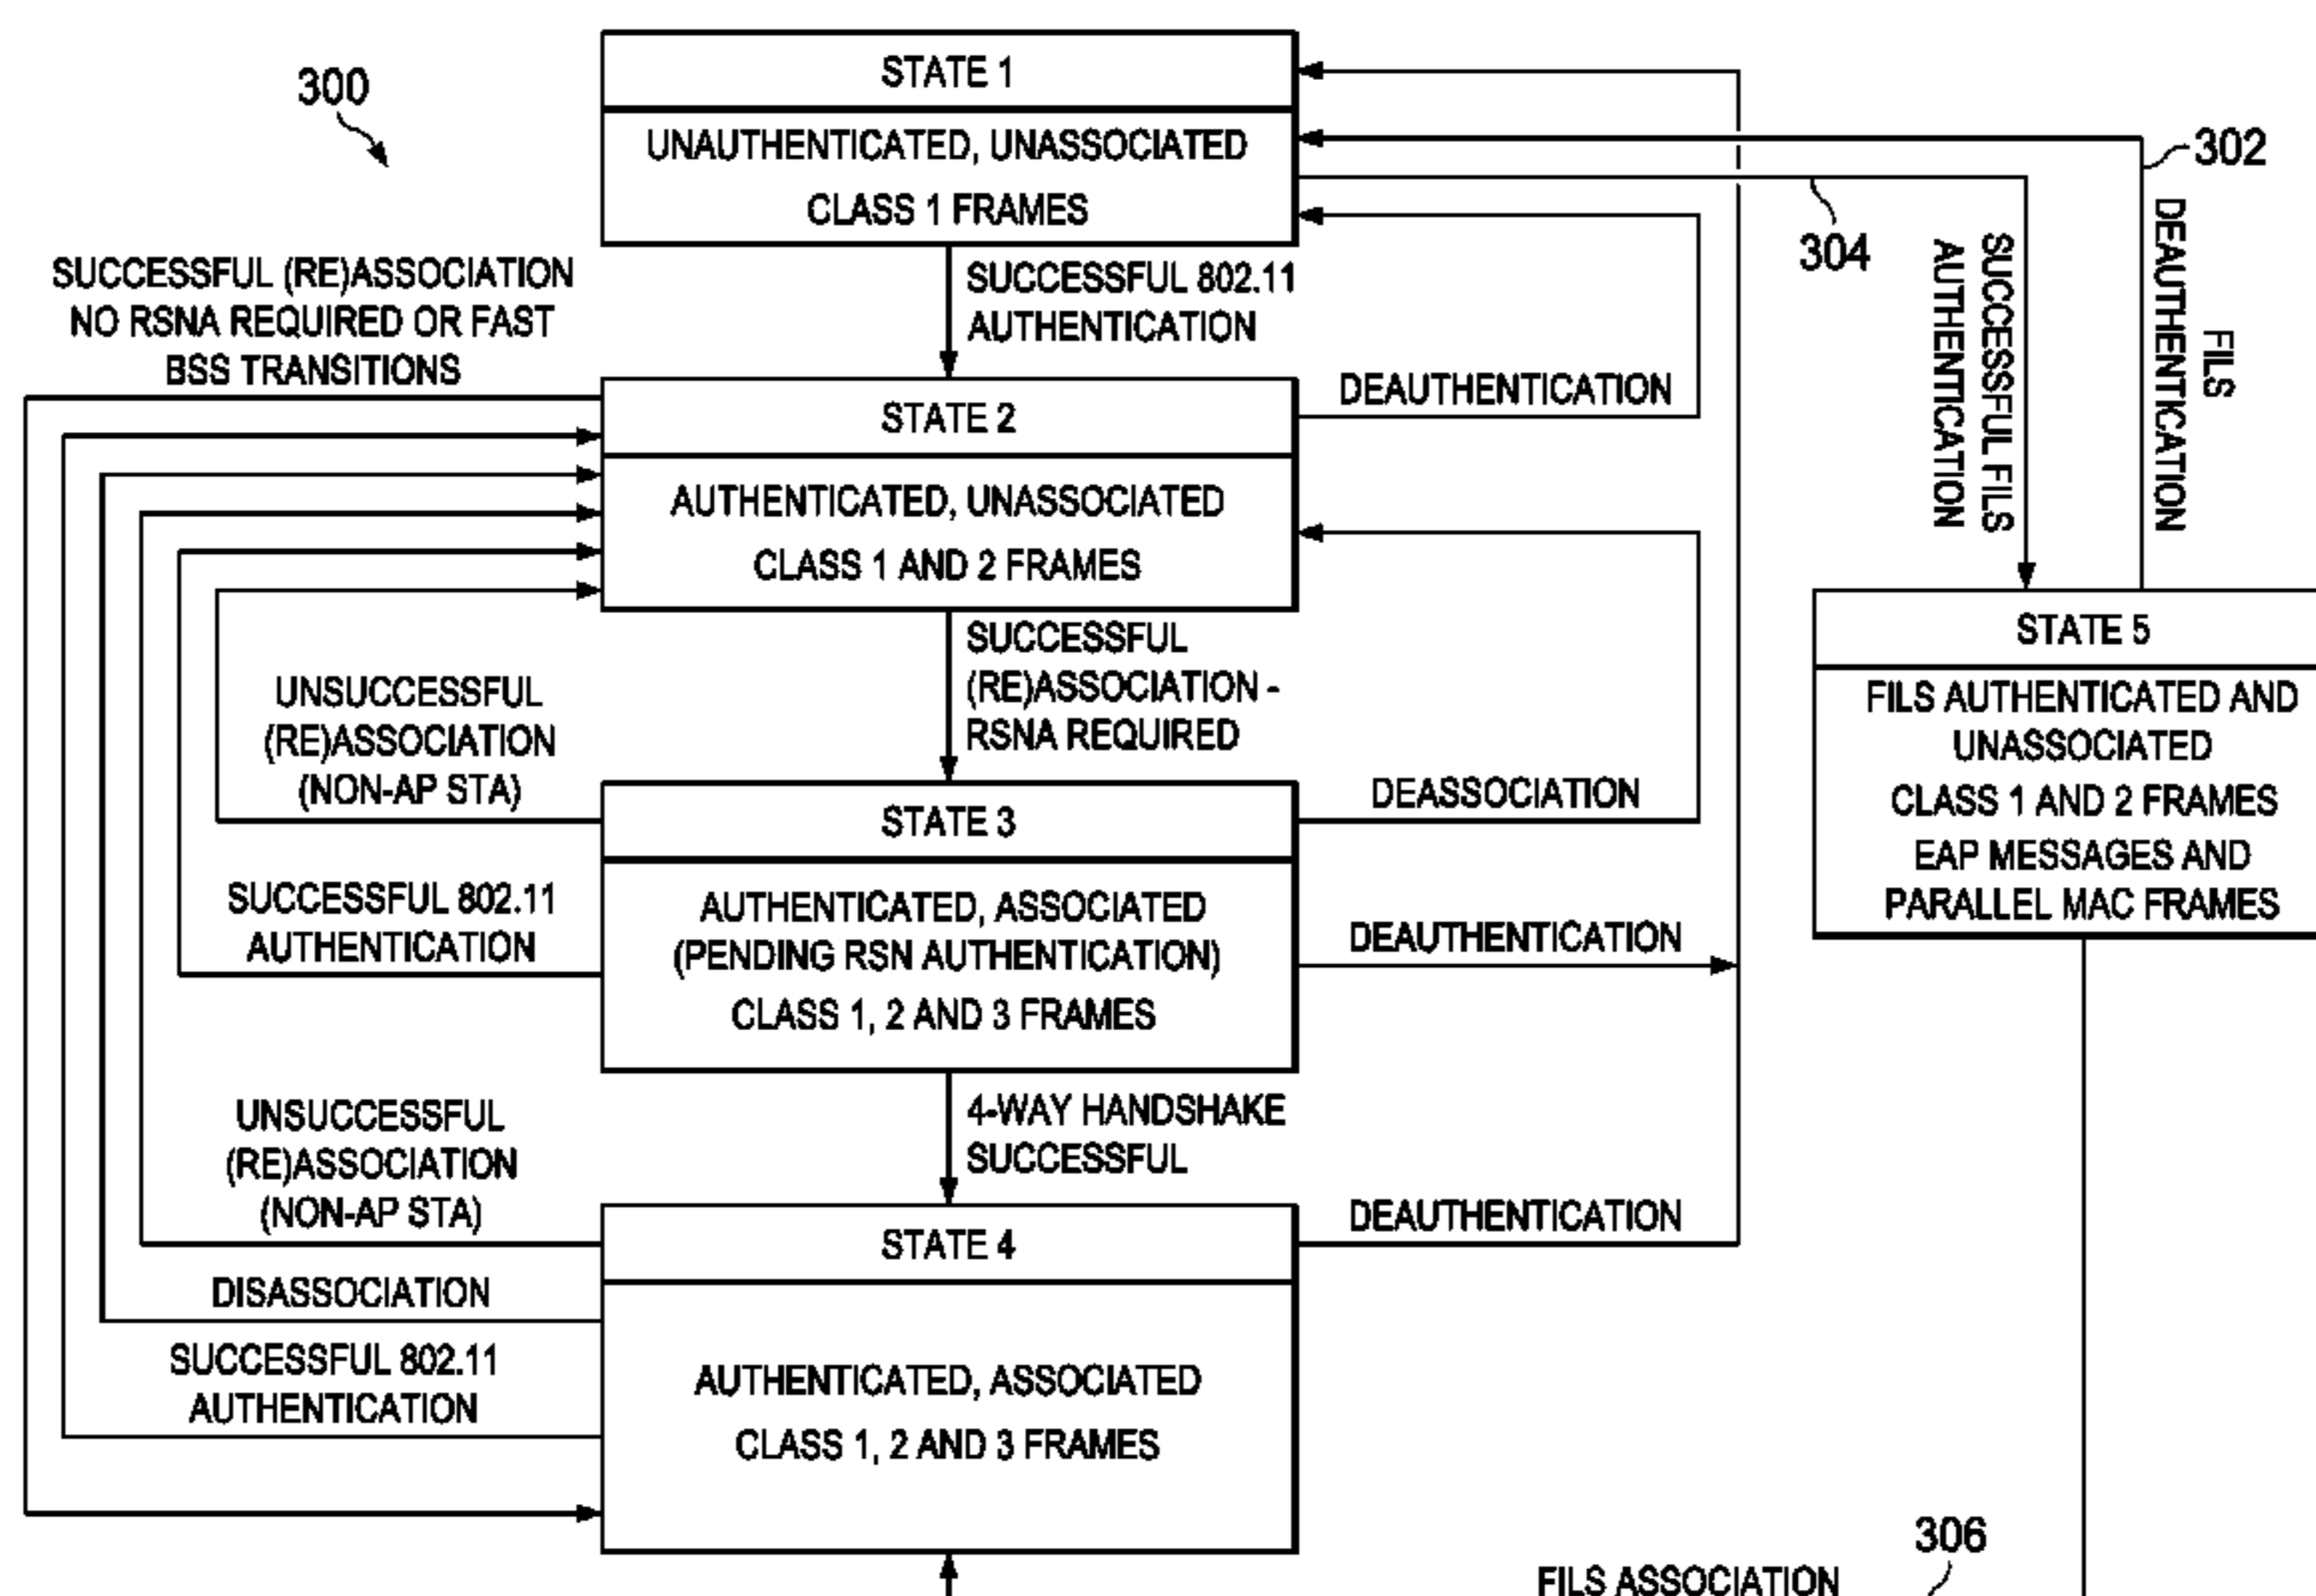 300
STATE 1
UNAUTHENTICATED, UNASSOCIATED
CLASS 1 FRAMES
302
304
SUCCESSFUL FILS
AUTHENTICATION
FILS
DEAUTHENTICATION
SUCCESSFUL (RE)ASSOCIATION
NO RSNA REQUIRED OR FAST
BSS TRANSITIONS
SUCCESSFUL 802.11
AUTHENTICATION
STATE 2
AUTHENTICATED, UNASSOCIATED
CLASS 1 AND 2 FRAMES
DEAUTHENTICATION
STATE 5
FILS AUTHENTICATED AND
UNASSOCIATED
CLASS 1 AND 2 FRAMES
EAP MESSAGES AND
PARALLEL MAC FRAMES
SUCCESSFUL
(RE)ASSOCIATION -
RSNA REQUIRED
UNSUCCESSFUL
(RE)ASSOCIATION
(NON-AP STA)
STATE 3
AUTHENTICATED, ASSOCIATED
(PENDING RSN AUTHENTICATION)
CLASS 1, 2 AND 3 FRAMES
DEASSOCIATION
SUCCESSFUL 802.11
AUTHENTICATION
DEAUTHENTICATION
4-WAY HANDSHAKE
SUCCESSFUL
UNSUCCESSFUL
(RE)ASSOCIATION
(NON-AP STA)
STATE 4
AUTHENTICATED, ASSOCIATED
CLASS 1, 2 AND 3 FRAMES
DEAUTHENTICATION
DISASSOCIATION
SUCCESSFUL 802.11
AUTHENTICATION
306
FILS ASSOCIATION